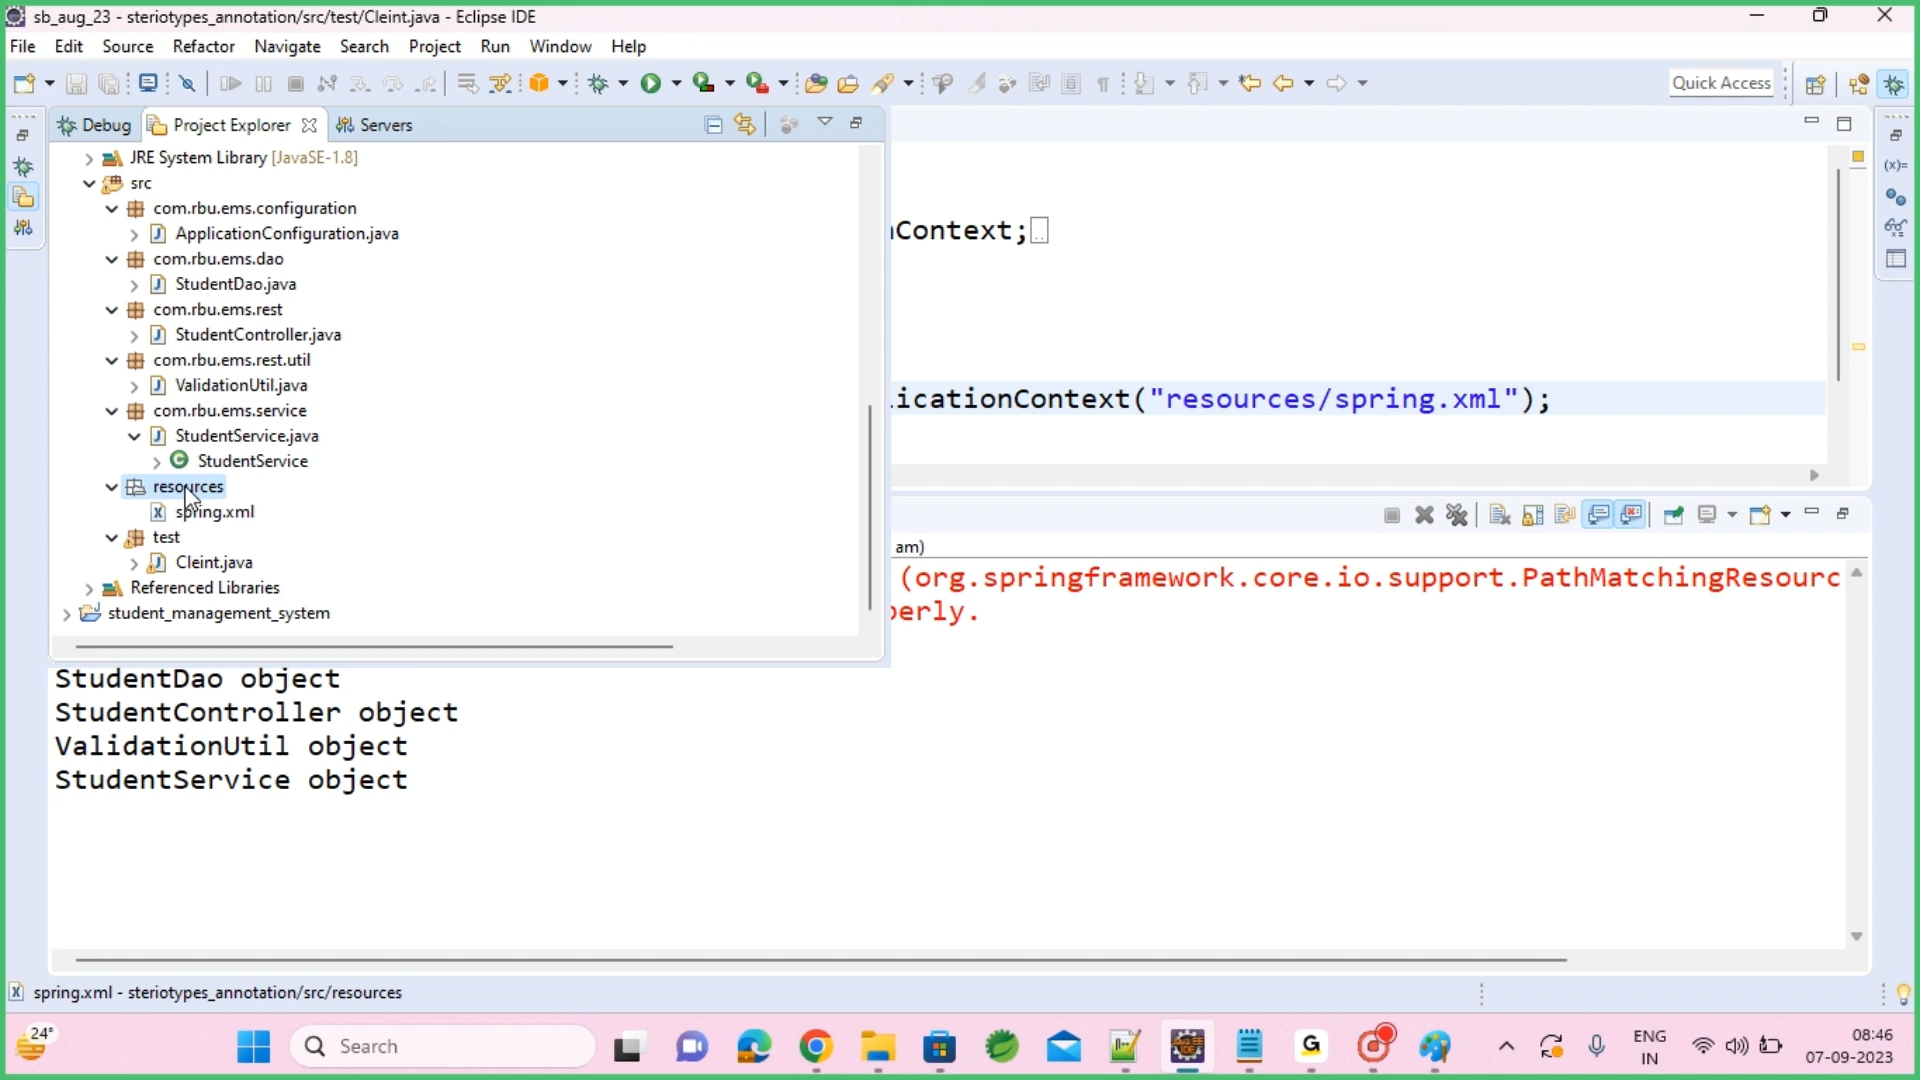 sb_aug_23 - steriotypes_annotation/src/test/Cleint.java - Eclipse IDE
File Edit Source Refactor Navigate Search Project Run Window Help
Quick Access
Debug Project Explorer Servers
JRE System Library [JavaSE-1.8]
src
com.rbu.ems.configuration
ApplicationConfiguration.java
com.rbu.ems.dao
StudentDao.java
com.rbu.ems.rest
StudentController.java
com.rbu.ems.rest.util
ValidationUtil.java
com.rbu.ems.service
StudentService.java
StudentService
resources
spring.xml
test
Cleint.java
Referenced Libraries
student_management_system
Context;
licationContext("resources/spring.xml");
am)
(org.springframework.core.io.support.PathMatchingResourc
perly.
StudentDao object
StudentController object
ValidationUtil object
StudentService object
spring.xml - steriotypes_annotation/src/resources
24°
Search
ENG
IN
08:46
07-09-2023